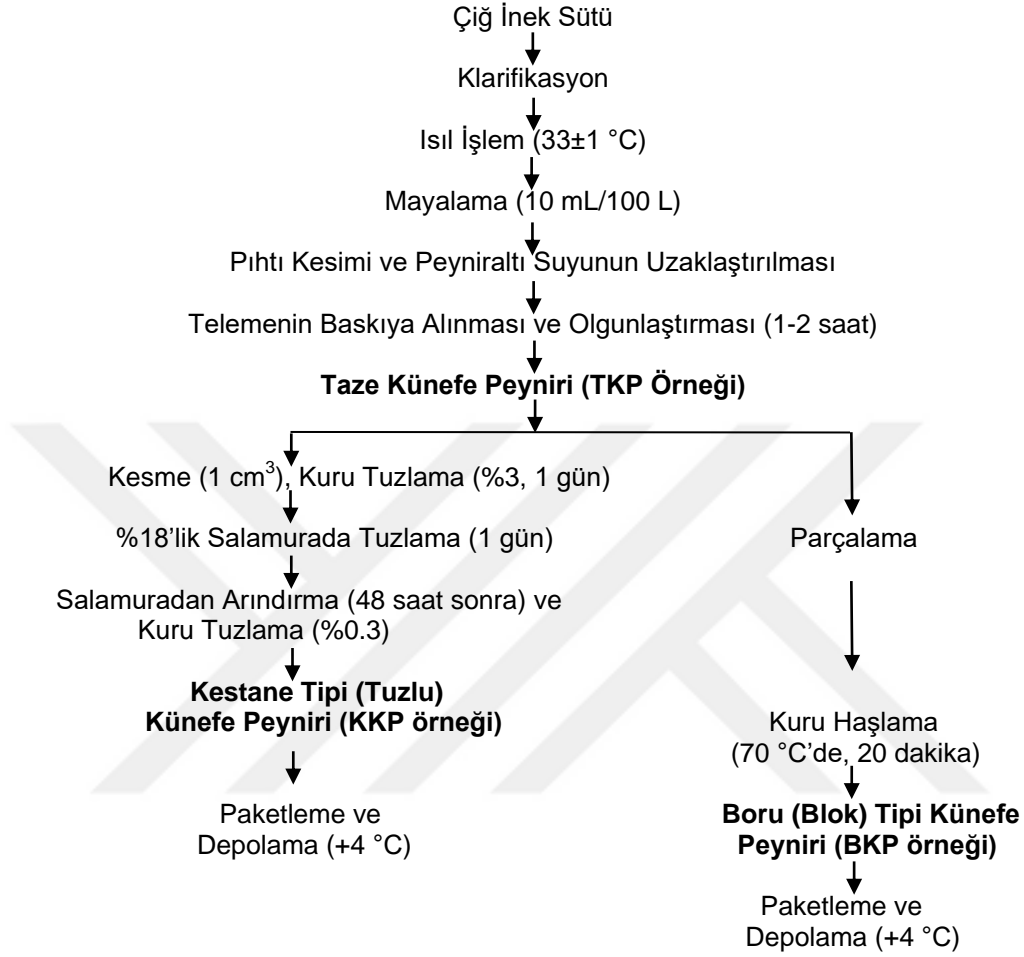 Çiğ İnek Sütü
Klarifikasyon
Isıl İşlem (33±1 °C)
Mayalama (10 mL/100 L)
Pıhtı Kesimi ve Peyniraltı Suyunun Uzaklaştırılması
Telemenin Baskıya Alınması ve Olgunlaştırması (1-2 saat)
Taze Künefe Peyniri (TKP Örneği)
Kesme (1 cm³), Kuru Tuzlama (%3, 1 gün)
%18'lik Salamurada Tuzlama (1 gün)
Salamuradan Arındırma (48 saat sonra) ve
Kuru Tuzlama (%0.3)
Kestane Tipi (Tuzlu)
Künefe Peyniri (KKP örneği)
Paketleme ve
Depolama (+4 °C)
Parçalama
Kuru Haşlama
(70 °C'de, 20 dakika)
Boru (Blok) Tipi Künefe
Peyniri (BKP örneği)
Paketleme ve
Depolama (+4 °C)